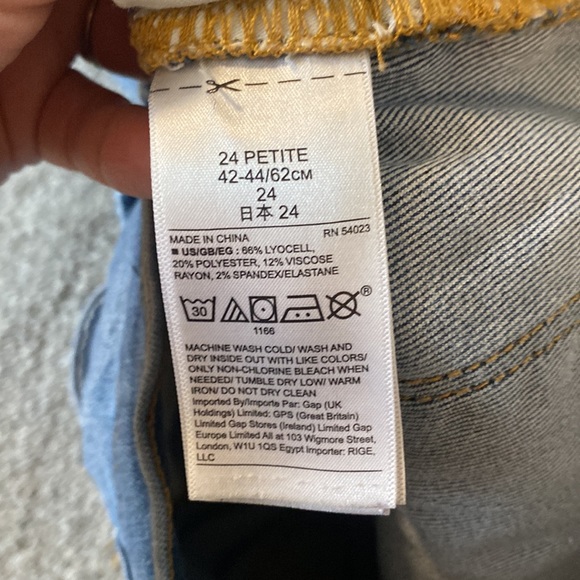 24 PETITE
42-44/62CM
24
日本 24
RN 54023
MADE IN CHINA
■ US/GB/EG : 66% LYOCELL,
20% POLYESTER, 12% VISCOSE
RAYON, 2% SPANDEX/ELASTANE
30
®
1166
MACHINE WASH COLD/ WASH AND
DRY INSIDE OUT WITH LIKE COLORS/
ONLY NON-CHLORINE BLEACH WHEN
NEEDED/ TUMBLE DRY LOW/ WARM
IRON/ DO NOT DRY CLEAN
Imported By/Importe Par: Gap (UK
Holdings) Limited; GPS (Great Britain)
Limited Gap Stores (Ireland) Limited Gap
Europe Limited All at 103 Wigmore Street,
London, W1U 1QS Egypt Importer: RIGE,
LLC